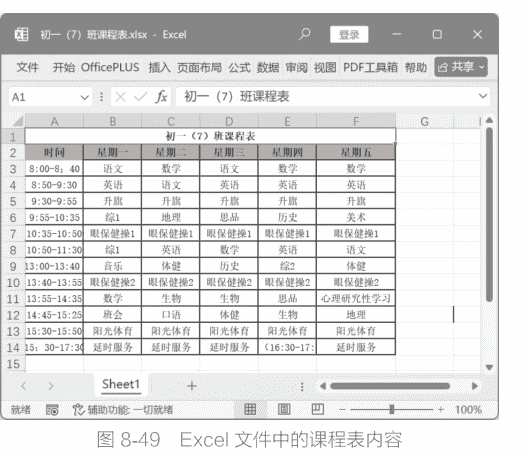 初一（7）班课程表.xlsx - Excel 登录
文件 开始 OfficePLUS 插入 页面布局 公式 数据 审阅 视图 PDF工具箱 帮助 共享
A1 fx 初一（7）班课程表
A B C D E F G
1 初一（7）班课程表
2 时间 星期一 星期二 星期三 星期四 星期五
3 8:00-8：40 语文 数学 语文 数学 数学
4 8:50-9:30 英语 语文 英语 英语 英语
5 9:30-9:55 升旗 升旗 升旗 升旗 升旗
6 9:55-10:35 综1 地理 思品 历史 美术
7 10:35-10:50 眼保健操1 眼保健操1 眼保健操1 眼保健操1 眼保健操1
8 10:50-11:30 综1 英语 数学 英语 语文
9 13:00-13:40 音乐 体健 历史 综2 体健
10 13:40-13:55 眼保健操2 眼保健操2 眼保健操2 眼保健操2 眼保健操2
11 13:55-14:35 数学 生物 生物 思品 心理研究性学习
12 14:45-15:25 班会 口语 体健 生物 地理
13 15:30-15:50 阳光体育 阳光体育 阳光体育 阳光体育 阳光体育
14 15：30-17:30 延时服务 延时服务 延时服务 （16:30-17: 延时服务
15
Sheet1
就绪 辅助功能: 一切就绪 100%
图 8-49 Excel 文件中的课程表内容